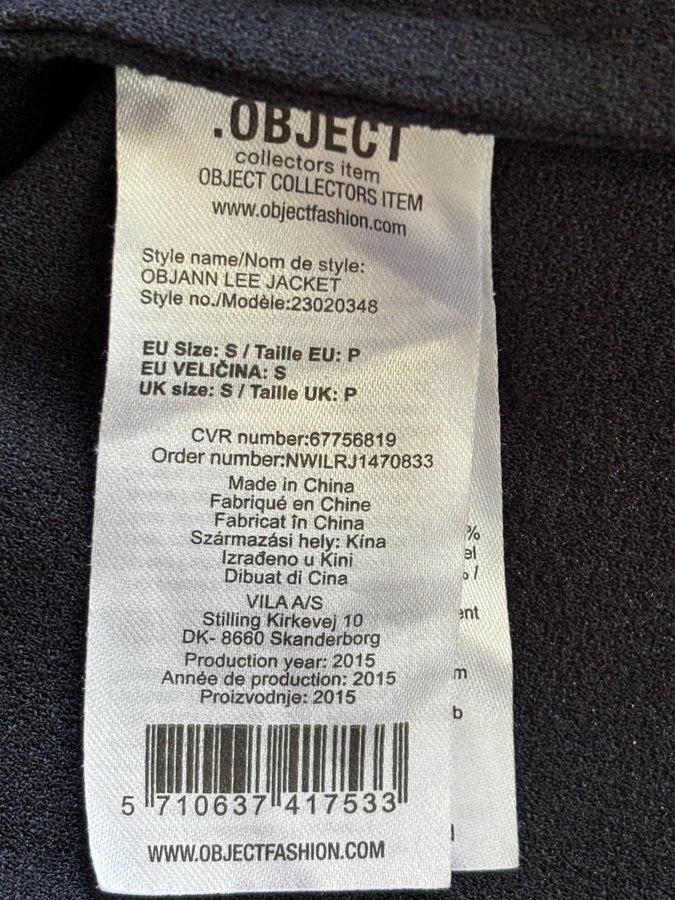 .OBJECT
collectors item
OBJECT COLLECTORS ITEM
www.objectfashion.com
Style name/Nom de style:
OBJANN LEE JACKET
Style no./Modèle:23020348
EU Size: S / Taille EU: P
EU VELIČINA: S
UK size: S / Taille UK: P
CVR number:67756819
Order number:NWILRJ1470833
Made in China
Fabriqué en Chine
Fabricat în China
Származási hely: Kína
Izrađeno u Kini
Dibuat di Cina
VILA A/S
Stilling Kirkevej 10
DK- 8660 Skanderborg
Production year: 2015
Année de production: 2015
Proizvodnje: 2015
5 710637 417533
WWW.OBJECTFASHION.COM